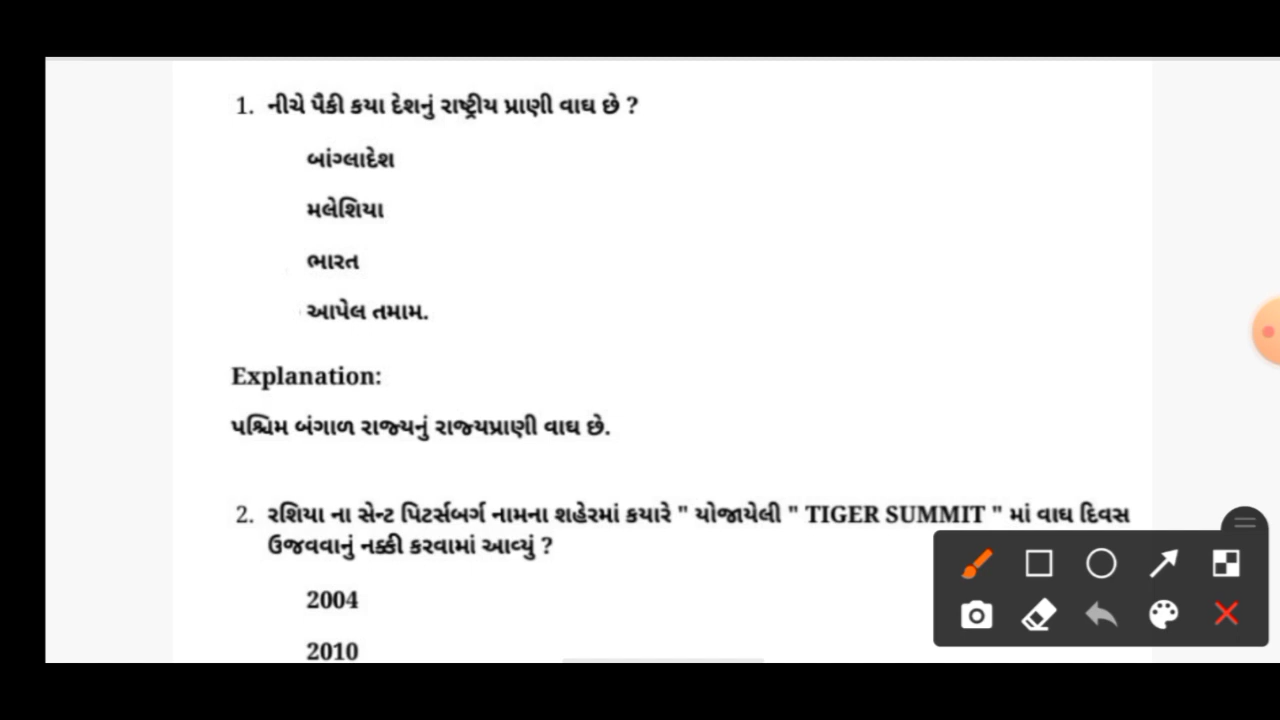 1. નીચે પૈકી કયા દેશનું રાષ્ટ્રીય પ્રાણી વાઘ છે ?
બાંગ્લાદેશ
મલેશિયા
ભારત
આપેલ તમામ.
Explanation:
પશ્ચિમ બંગાળ રાજ્યનું રાજ્યપ્રાણી વાઘ છે.
2. રશિયા ના સેન્ટ પિટર્સબર્ગ નામના શહેરમાં કયારે " યોજાયેલી " TIGER SUMMIT " માં વાઘ દિવસ
ઉજવવાનું નક્કી કરવામાં આવ્યું ?
2004
2010